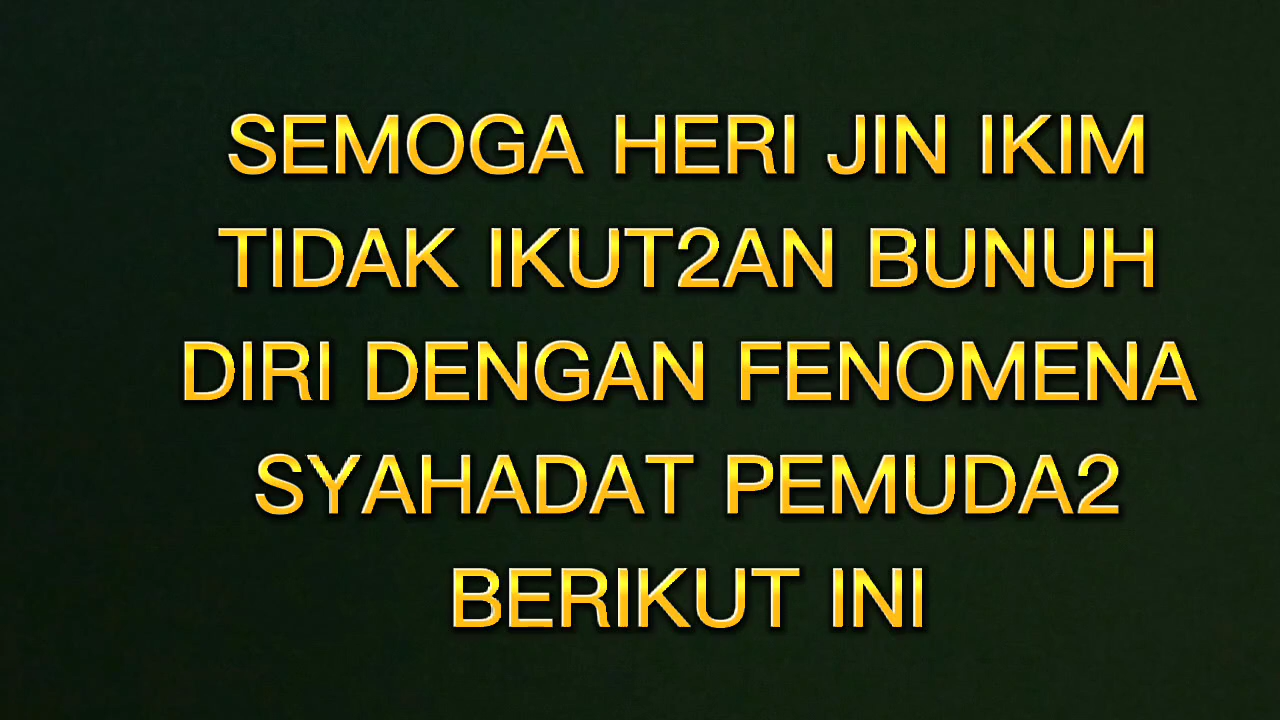 SEMOGA HERI JIN IKIM
TIDAK IKUT2AN BUNUH
DIRI DENGAN FENOMENA
SYAHADAT PEMUDA2
BERIKUT INI